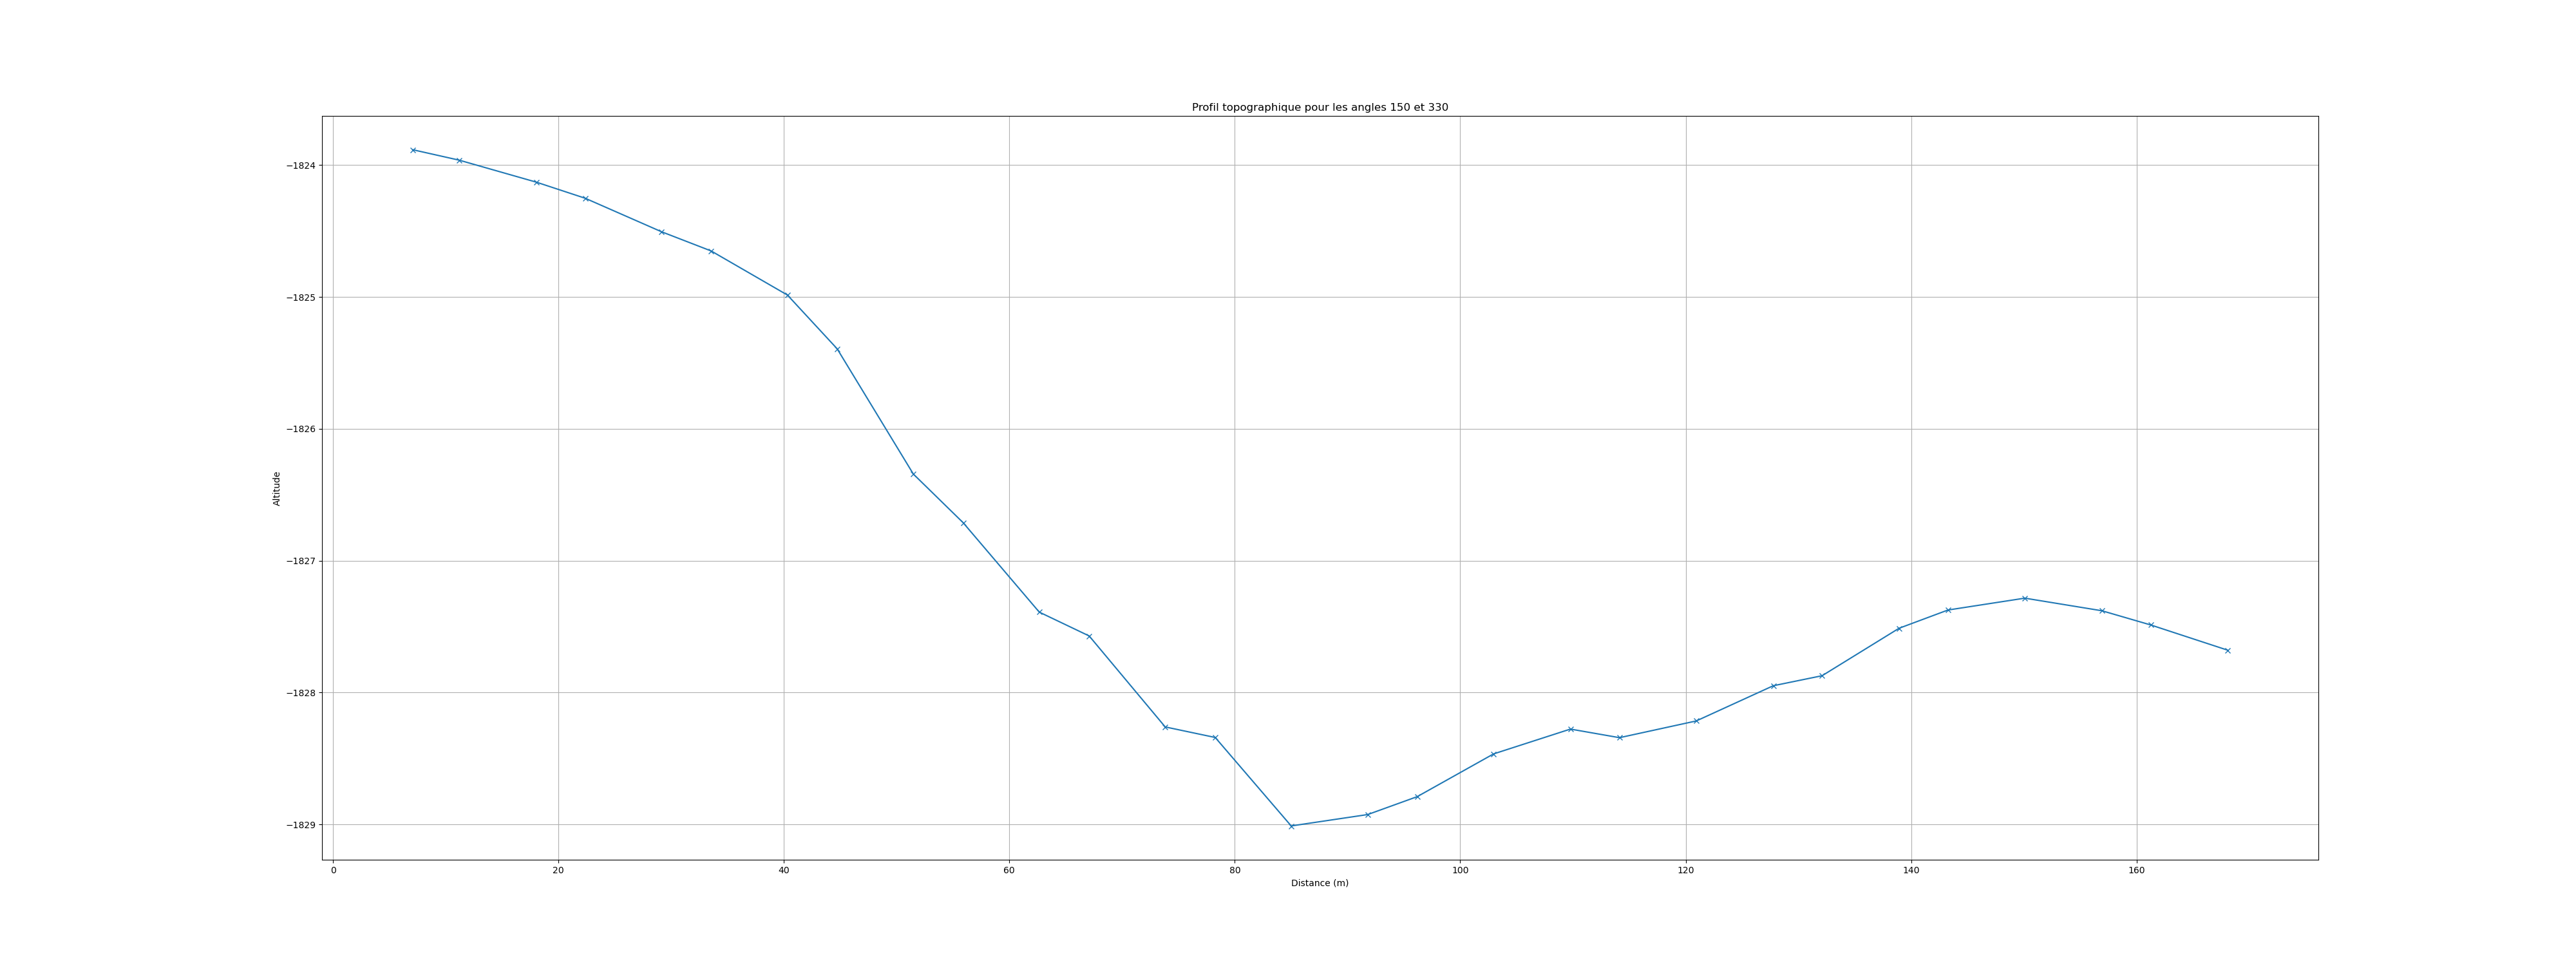 Profil topographique pour les angles 150 et 330
−1824
−1825
−1826
−1827
−1828
−1829
Altitude
0 20 40 60 80 100 120 140 160
Distance (m)